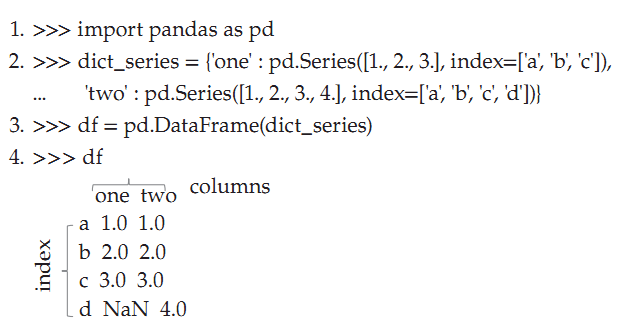 1. >>> import pandas as pd
2. >>> dict_series = {'one' : pd.Series([1., 2., 3.], index=['a', 'b', 'c']),
... 'two' : pd.Series([1., 2., 3., 4.], index=['a', 'b', 'c', 'd'])}
3. >>> df = pd.DataFrame(dict_series)
4. >>> df
one two columns
index
a 1.0 1.0
b 2.0 2.0
c 3.0 3.0
d NaN 4.0